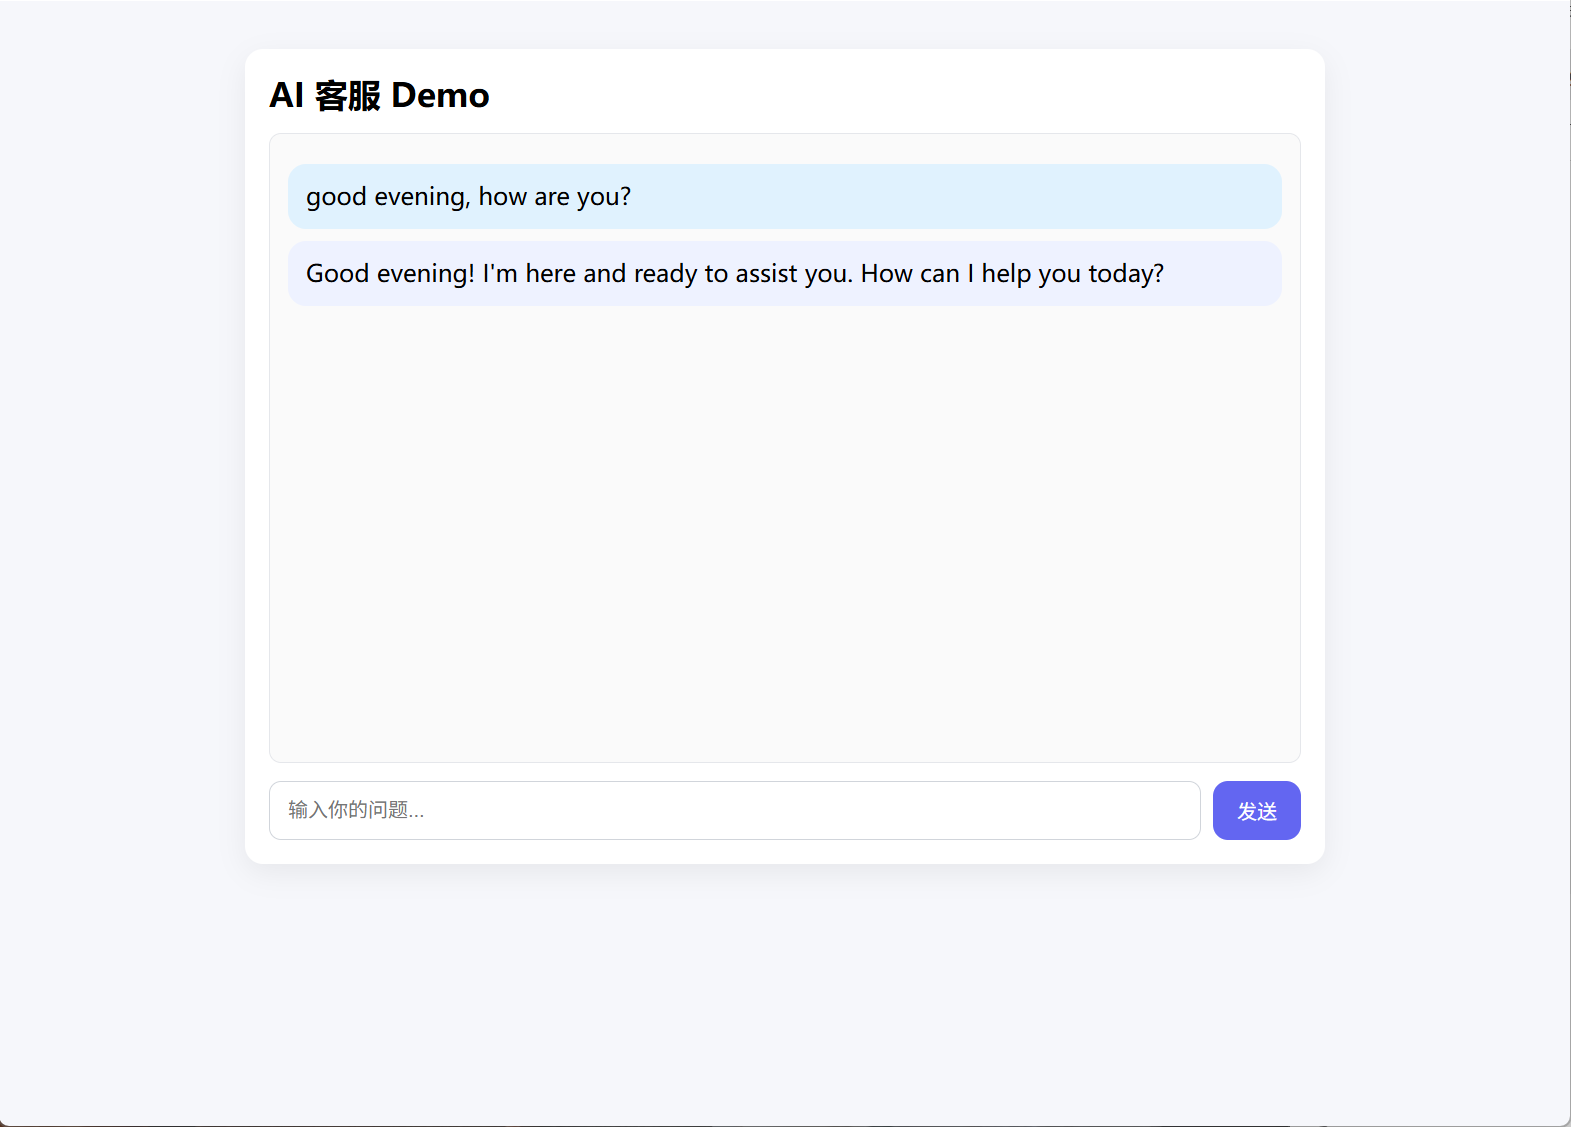 AI 客服 Demo
good evening, how are you?
Good evening! I'm here and ready to assist you. How can I help you today?
输入你的问题...
发送